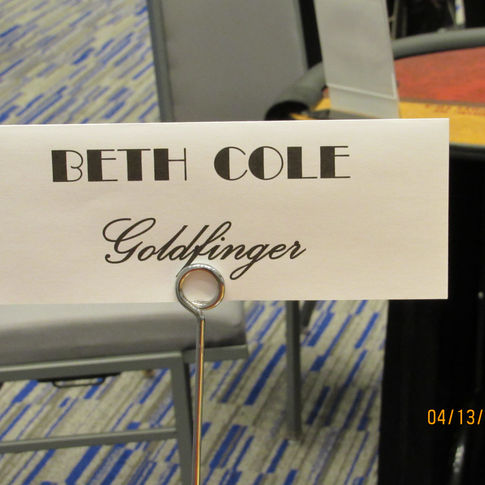 BETH COLE
Goldfinger
04/13/